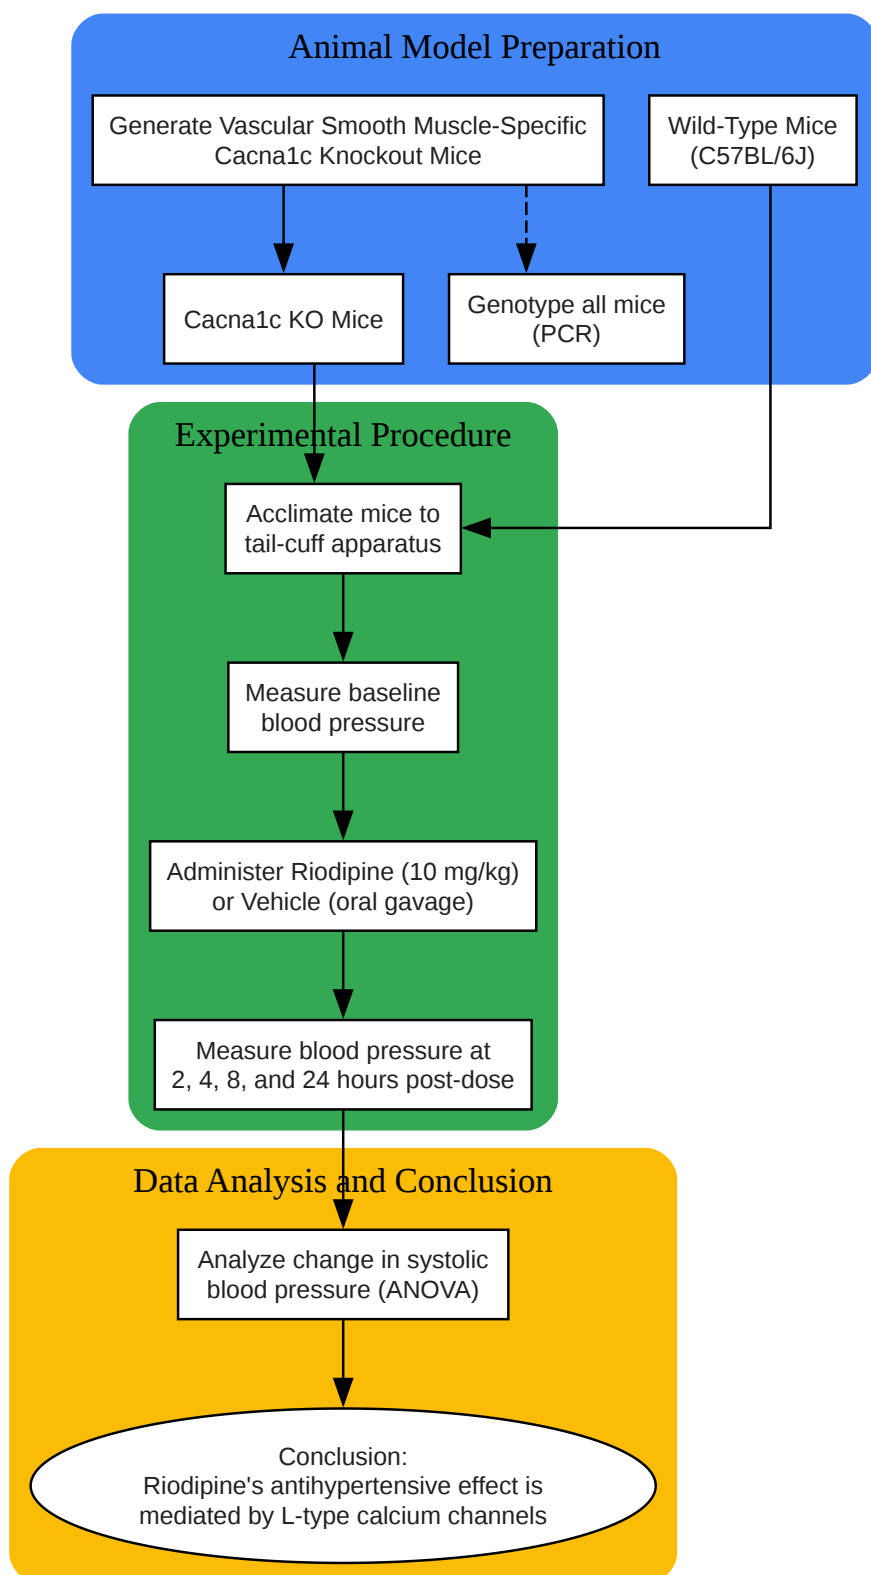 Animal Model Preparation
Generate Vascular Smooth Muscle-Specific
Cacna1c Knockout Mice
Wild-Type Mice
(C57BL/6J)
Cacna1c KO Mice
Genotype all mice
(PCR)
Experimental Procedure
Acclimate mice to
tail-cuff apparatus
Measure baseline
blood pressure
Administer Riodipine (10 mg/kg)
or Vehicle (oral gavage)
Measure blood pressure at
2, 4, 8, and 24 hours post-dose
Data Analysis and Conclusion
Analyze change in systolic
blood pressure (ANOVA)
Conclusion:
Riodipine's antihypertensive effect is
mediated by L-type calcium channels